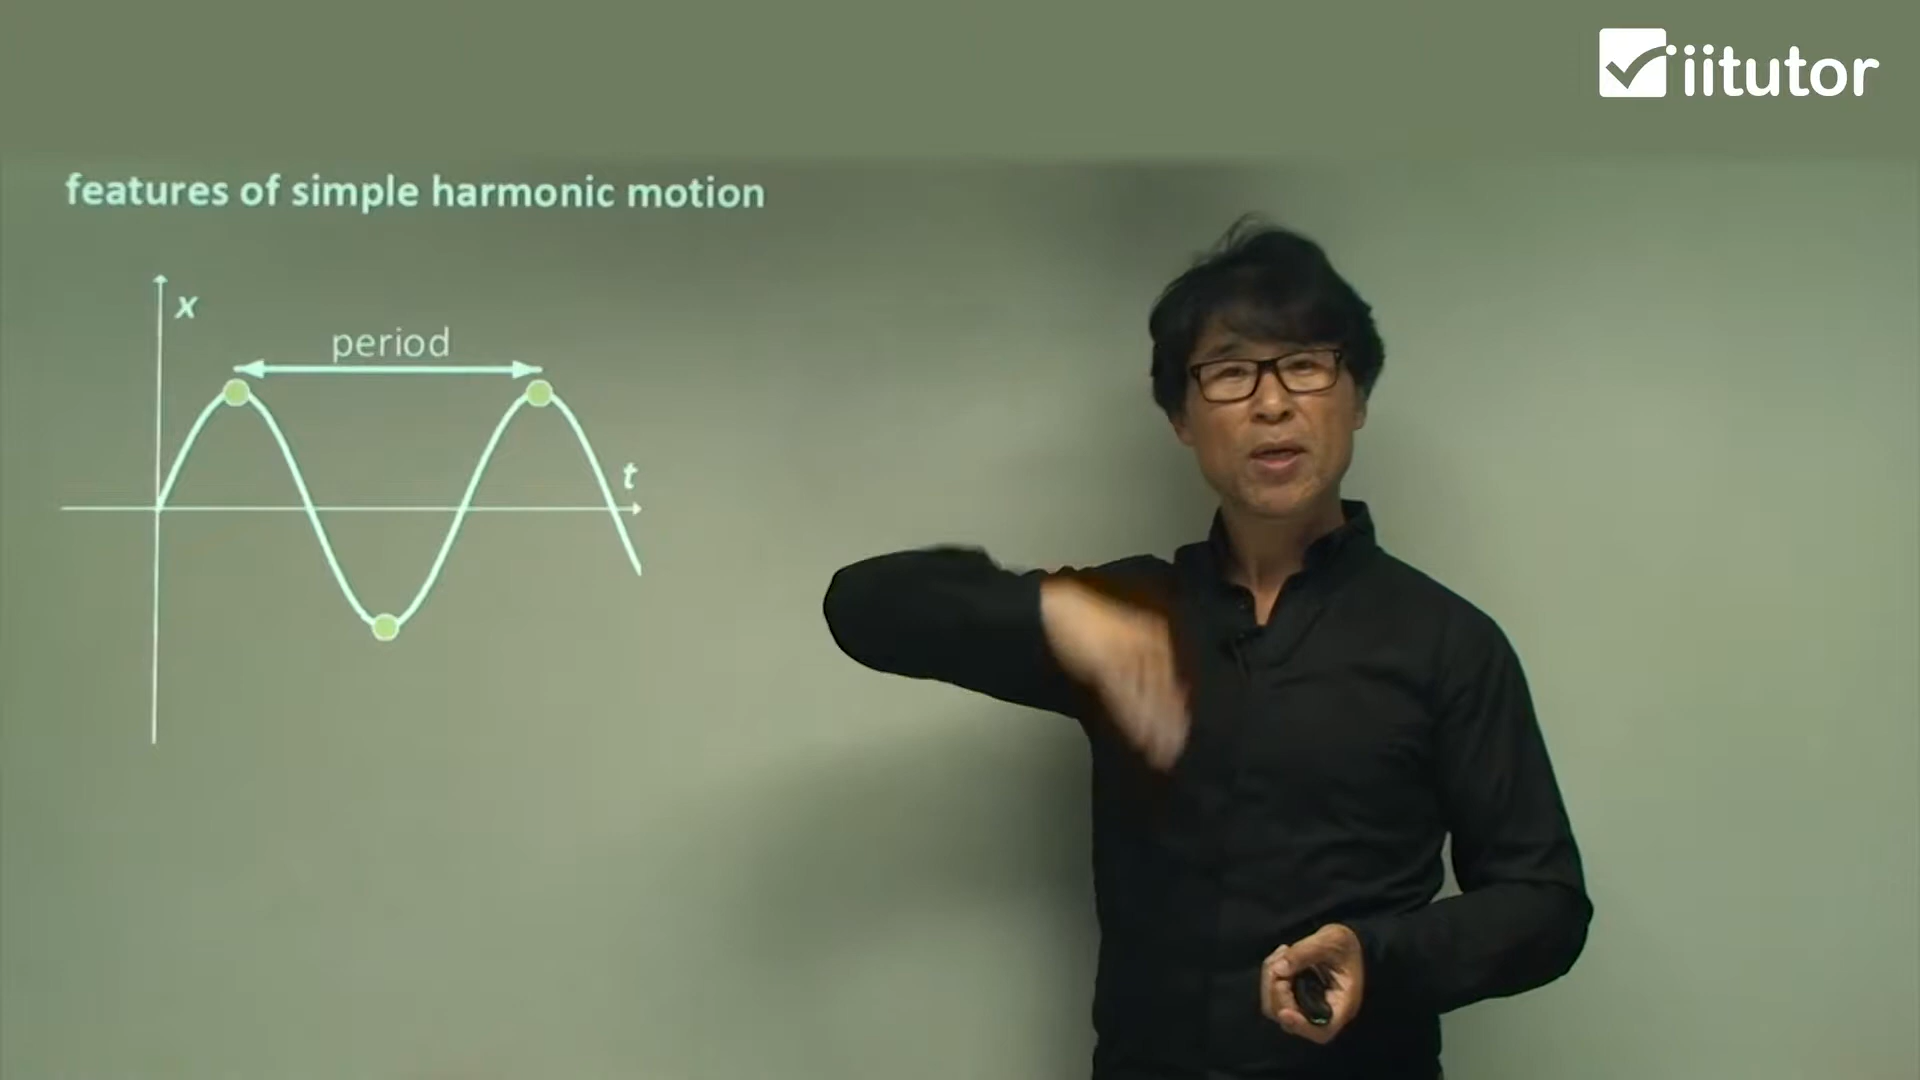 iitutor
features of simple harmonic motion
x
period
t